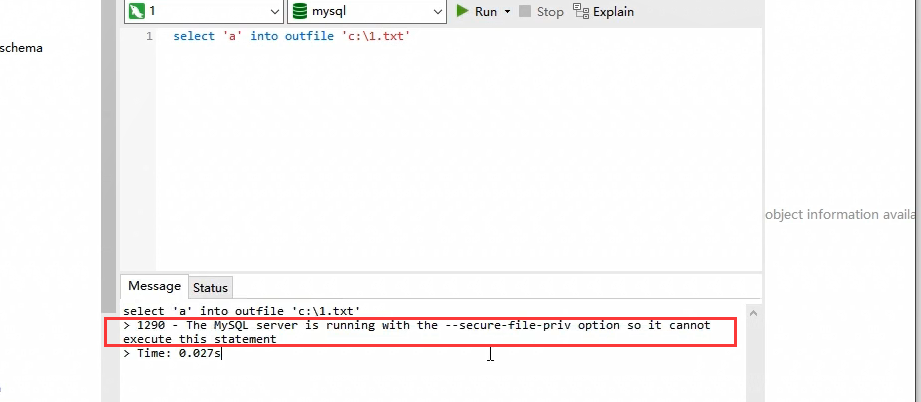 1 mysql Run Stop Explain
schema
1 select 'a' into outfile 'c:\1.txt'
object information availa
Message Status
select 'a' into outfile 'c:\1.txt'
> 1290 - The MySQL server is running with the --secure-file-priv option so it cannot
execute this statement
> Time: 0.027s